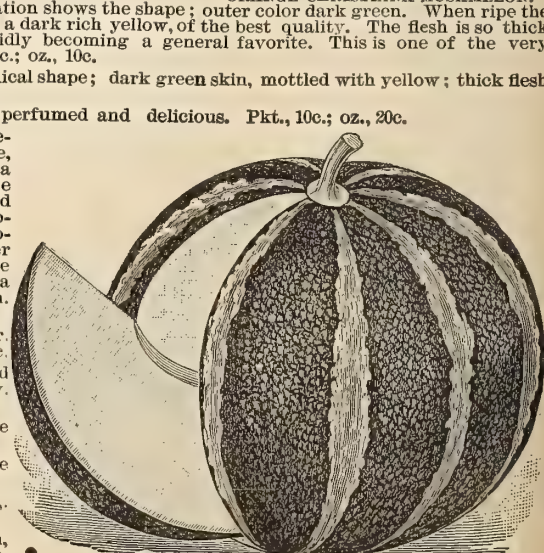 ation shows the shape; outer color dark green. When ripe the
a dark rich yellow, of the best quality. The flesh is so thick
idly becoming a general favorite. This is one of the very
c.; oz., 10c.
ical shape; dark green skin, mottled with yellow; thick flesh
perfumed and delicious. Pkt., 10c.; oz., 20c.
e-
e,
a
e
d
o-
o-
r
e
a
r.
e.
d
e
e